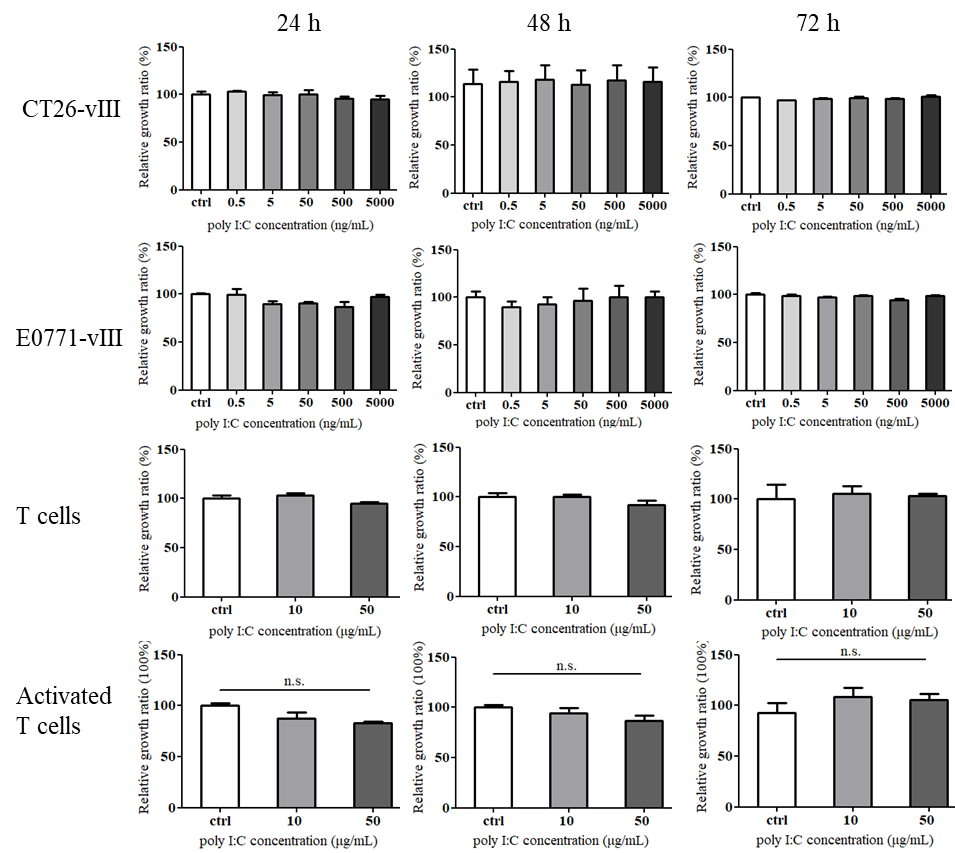 24 h
48 h
72 h
CT26-vIII
Relative growth ratio (%)
150
100
50
0
ctrl 0.5 5 50 500 5000
poly I:C concentration (ng/mL)
Relative growth ratio (%)
150
100
50
0
ctrl 0.5 5 50 500 5000
poly I:C concentration (ng/mL)
Relative growth ratio (%)
150
100
50
0
ctrl 0.5 5 50 500 5000
poly I:C concentration (ng/mL)
E0771-vIII
Relative growth ratio (%)
150
100
50
0
ctrl 0.5 5 50 500 5000
poly I:C concentration (ng/mL)
Relative growth ratio (%)
150
100
50
0
ctrl 0.5 5 50 500 5000
poly I:C concentration (ng/mL)
Relative growth ratio (%)
150
100
50
0
ctrl 0.5 5 50 500 5000
poly I:C concentration (ng/mL)
T cells
Relative growth ratio (%)
150
100
50
0
ctrl 10 50
poly I:C concentration (μg/mL)
Relative growth ratio (%)
150
100
50
0
ctrl 10 50
poly I:C concentration (μg/mL)
Relative growth ratio (%)
150
100
50
0
ctrl 10 50
poly I:C concentration (μg/mL)
Activated
T cells
Relative growth ratio (100%)
150
100
50
0
n.s.
ctrl 10 50
poly I:C concentration (μg/mL)
Relative growth ratio (100%)
150
100
50
0
n.s.
ctrl 10 50
poly I:C concentration (μg/mL)
Relative growth ratio (100%)
150
100
50
0
n.s.
ctrl 10 50
poly I:C concentration (μg/mL)